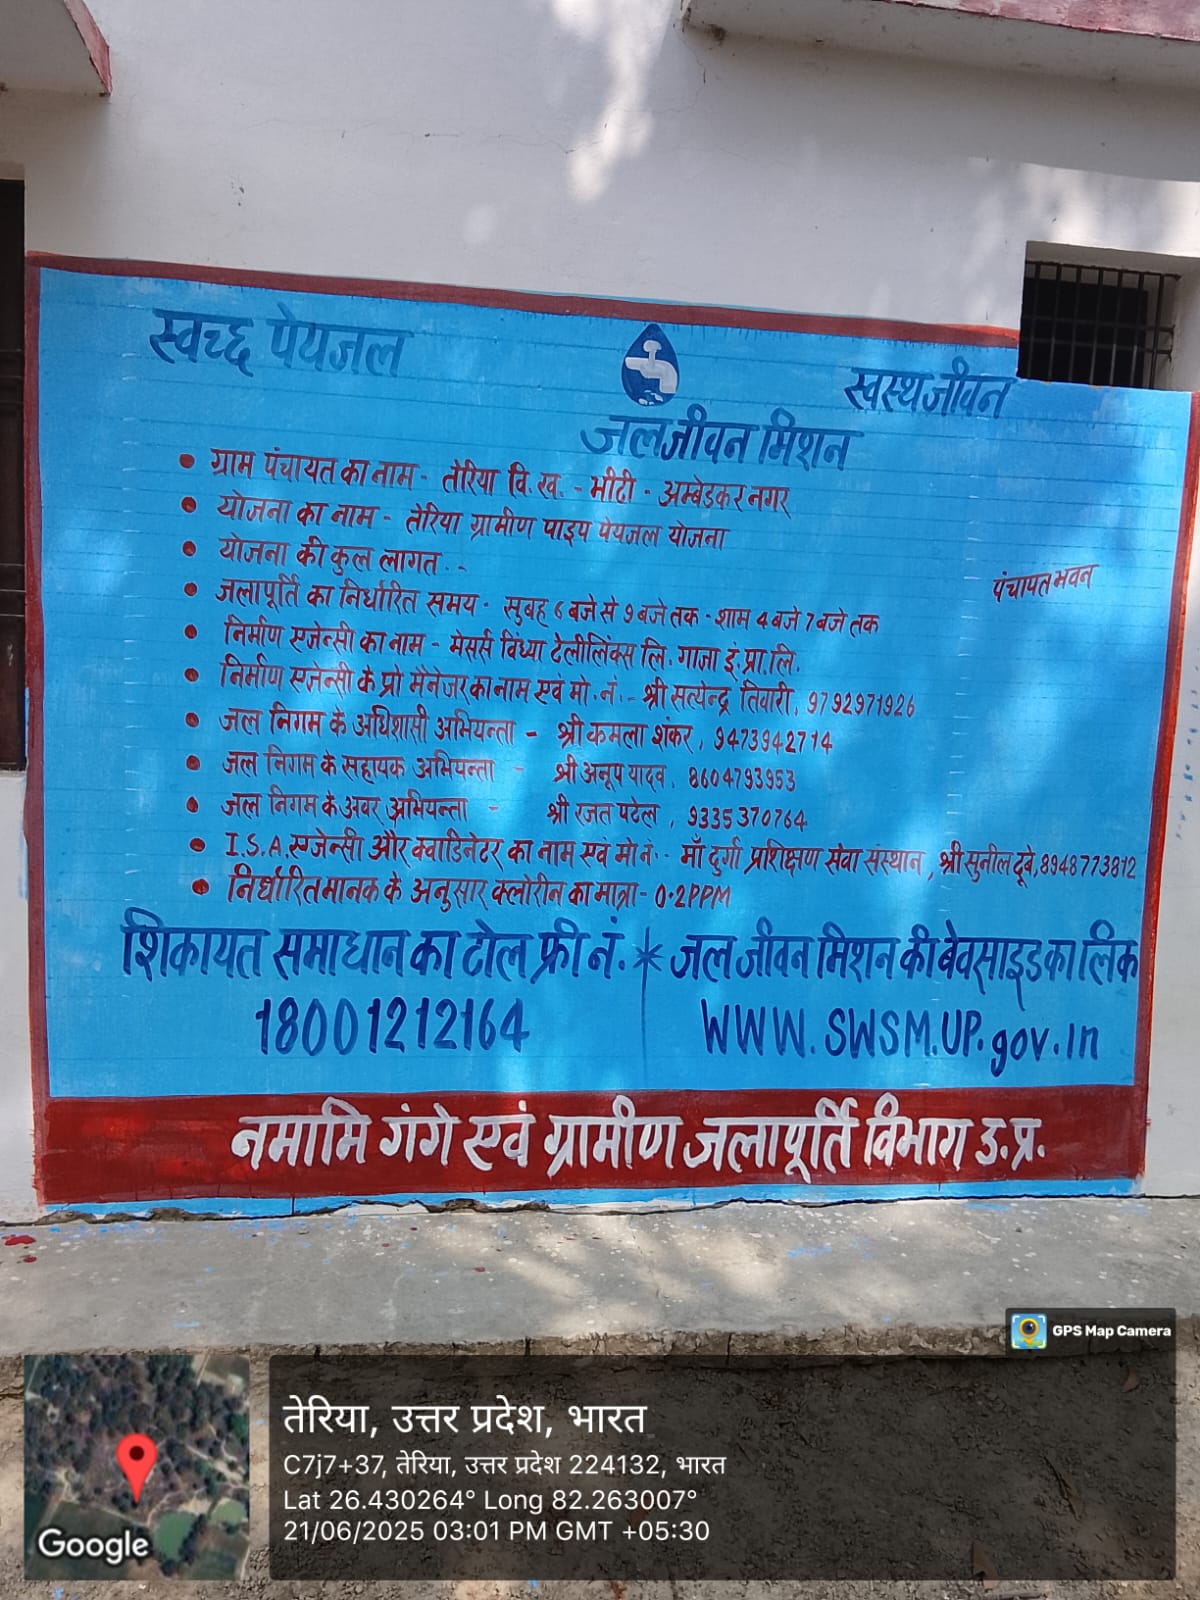 स्वच्छ पेयजल
स्वस्थ जीवन
जल जीवन मिशन
• ग्राम पंचायत का नाम - तेरिया वि. ख. - भीटी - अम्बेडकर नगर
• योजना का नाम - तेरिया ग्रामीण पाइप पेयजल योजना
• योजना की कुल लागत . -
पंचायत भवन
• जलापूर्ति का निर्धारित समय - सुबह 6 बजे से 9 बजे तक - शाम 4 बजे 7 बजे तक
• निर्माण एजेन्सी का नाम - मेसर्स विंध्या टेलीलिंक्स लि. गाजा इं. प्रा. लि.
• निर्माण एजेन्सी के प्रो मैनेजर का नाम एवं मो. नं. - श्री सत्येन्द्र तिवारी, 9792971926
• जल निगम के अधिशासी अभियन्ता - श्री कमला शंकर, 9473942714
• जल निगम के सहायक अभियन्ता - श्री अनूप यादव, 8604793953
• जल निगम के अवर अभियन्ता - श्री रजत पटेल, 9335370764
• I.S.A. एजेन्सी और क्वाडिनेटर का नाम एवं मो नं. - माँ दुर्गा प्रशिक्षण सेवा संस्थान, श्री सुनील दूबे, 8948773812
• निर्धारित मानक के अनुसार क्लोरीन का मात्रा - 0.2PPM
शिकायत समाधान का टोल फ्री नं. * जल जीवन मिशन की बेवसाइड का लिंक
18001212164 WWW.SWSM.UP.gov.in
नमामि गंगे एवं ग्रामीण जलापूर्ति विभाग उ.प्र.
GPS Map Camera
तेरिया, उत्तर प्रदेश, भारत
C7j7+37, तेरिया, उत्तर प्रदेश 224132, भारत
Lat 26.430264° Long 82.263007°
21/06/2025 03:01 PM GMT +05:30
Google